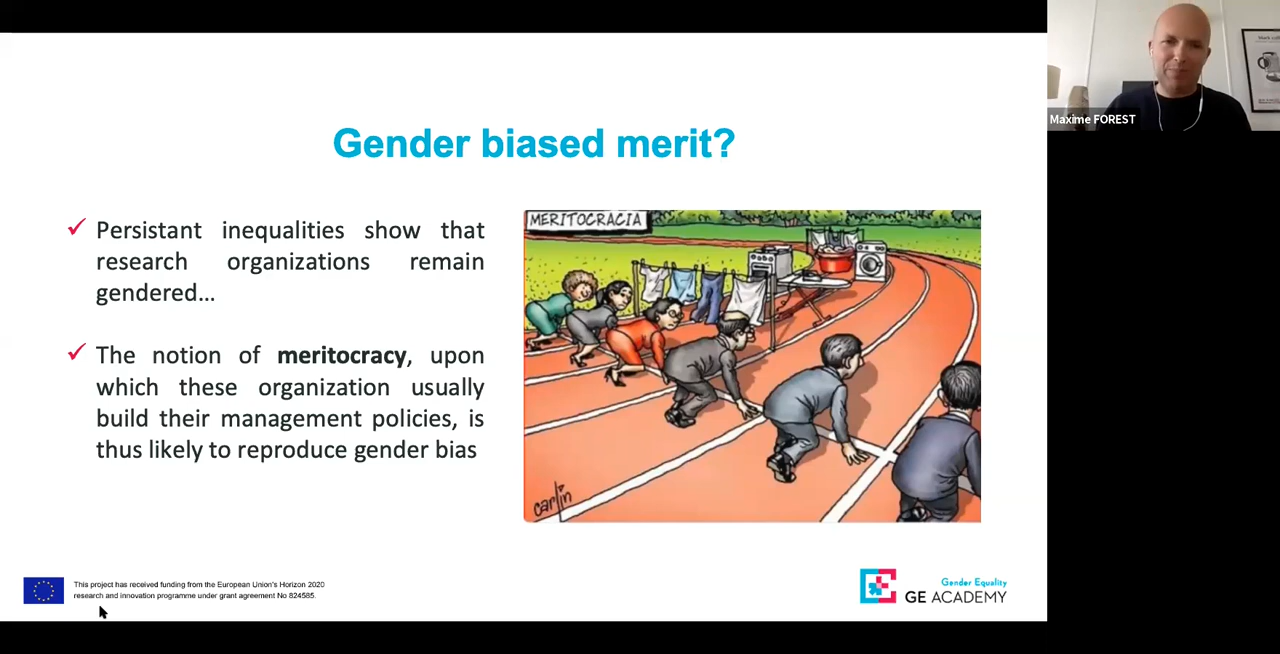 Gender biased merit?
✓ Persistant inequalities show that
research organizations remain
gendered...
✓ The notion of meritocracy, upon
which these organization usually
build their management policies, is
thus likely to reproduce gender bias
MERITOCRACIA
carlin
This project has received funding from the European Union's Horizon 2020
research and innovation programme under grant agreement No 824585.
Gender Equality
GE ACADEMY
Maxime FOREST